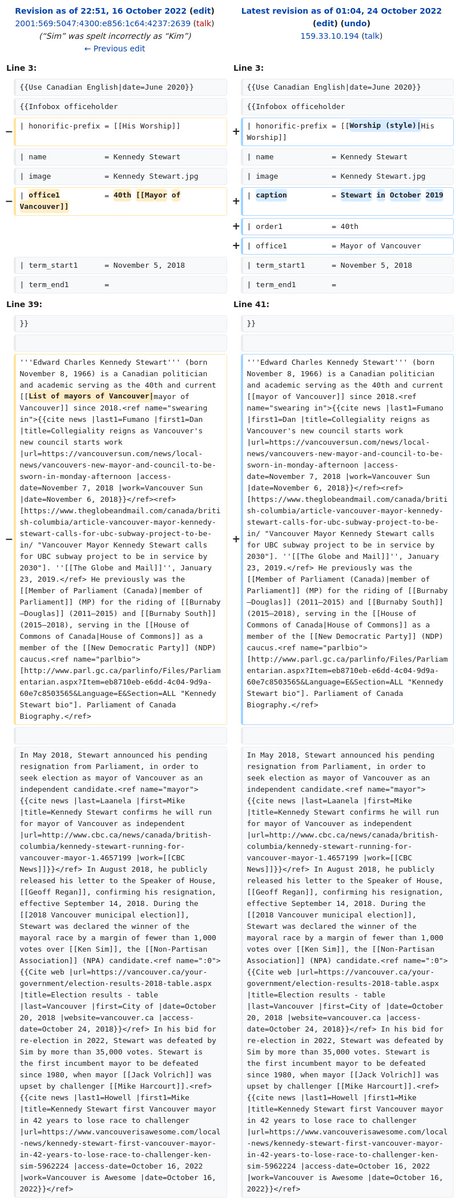 Revision as of 22:51, 16 October 2022 (edit)
2001:569:5047:4300:e856:1c64:4237:2639 (talk)
("Sim" was spelt incorrectly as "Kim")
← Previous edit
Latest revision as of 01:04, 24 October 2022
(edit) (undo)
159.33.10.194 (talk)
Line 3:
Line 3:
{{Use Canadian English|date=June 2020}}
{{Use Canadian English|date=June 2020}}
{{Infobox officeholder
{{Infobox officeholder
− | honorific-prefix = [[His Worship]]
+ | honorific-prefix = [[Worship (style)|His
Worship]]
| name = Kennedy Stewart
| name = Kennedy Stewart
| image = Kennedy Stewart.jpg
| image = Kennedy Stewart.jpg
− | office1 = 40th [[Mayor of
Vancouver]]
+ | caption = Stewart in October 2019
+ | order1 = 40th
+ | office1 = Mayor of Vancouver
| term_start1 = November 5, 2018
| term_start1 = November 5, 2018
| term_end1 =
| term_end1 =
Line 39:
Line 41:
}}
}}
−
'''Edward Charles Kennedy Stewart''' (born
November 8, 1966) is a Canadian politician
and academic serving as the 40th and current
[[List of mayors of Vancouver|mayor of
Vancouver]] since 2018.<ref name="swearing
in">{{cite news |last1=Fumano |first1=Dan
|title=Collegiality reigns as Vancouver's
new council starts work
|url=https://vancouversun.com/news/local-
news/vancouvers-new-mayor-and-council-to-be-
sworn-in-monday-afternoon |access-
date=November 7, 2018 |work=Vancouver Sun
|date=November 6, 2018}}</ref><ref>
[https://www.theglobeandmail.com/canada/briti
sh-columbia/article-vancouver-mayor-kennedy-
stewart-calls-for-ubc-subway-project-to-be-
in/ "Vancouver Mayor Kennedy Stewart calls
for UBC subway project to be in service by
2030"]. ''[[The Globe and Mail]]'', January
23, 2019.</ref> He previously was the
[[Member of Parliament (Canada)|member of
Parliament]] (MP) for the riding of [[Burnaby
—Douglas]] (2011–2015) and [[Burnaby South]]
(2015–2018), serving in the [[House of
Commons of Canada|House of Commons]] as a
member of the [[New Democratic Party]] (NDP)
caucus.<ref name="parlbio">
[http://www.parl.gc.ca/parlinfo/Files/Parliam
entarian.aspx?Item=eb8710eb-e6dd-4c04-9d9a-
60e7c8503565&Language=E&Section=ALL "Kennedy
Stewart bio"]. Parliament of Canada
Biography.</ref>
+
'''Edward Charles Kennedy Stewart''' (born
November 8, 1966) is a Canadian politician
and academic serving as the 40th and current
[[mayor of Vancouver]] since 2018.<ref
name="swearing in">{{cite news |last1=Fumano
|first1=Dan |title=Collegiality reigns as
Vancouver's new council starts work
|url=https://vancouversun.com/news/local-
news/vancouvers-new-mayor-and-council-to-be-
sworn-in-monday-afternoon |access-
date=November 7, 2018 |work=Vancouver Sun
|date=November 6, 2018}}</ref><ref>
[https://www.theglobeandmail.com/canada/briti
sh-columbia/article-vancouver-mayor-kennedy-
stewart-calls-for-ubc-subway-project-to-be-
in/ "Vancouver Mayor Kennedy Stewart calls
for UBC subway project to be in service by
2030"]. ''[[The Globe and Mail]]'', January
23, 2019.</ref> He previously was the
[[Member of Parliament (Canada)|member of
Parliament]] (MP) for the riding of [[Burnaby
—Douglas]] (2011–2015) and [[Burnaby South]]
(2015–2018), serving in the [[House of
Commons of Canada|House of Commons]] as a
member of the [[New Democratic Party]] (NDP)
caucus.<ref name="parlbio">
[http://www.parl.gc.ca/parlinfo/Files/Parliam
entarian.aspx?Item=eb8710eb-e6dd-4c04-9d9a-
60e7c8503565&Language=E&Section=ALL "Kennedy
Stewart bio"]. Parliament of Canada
Biography.</ref>
In May 2018, Stewart announced his pending
resignation from Parliament, in order to
seek election as mayor of Vancouver as an
independent candidate.<ref name="mayor">
{{cite news |last=Laanela |first=Mike
|title=Kennedy Stewart confirms he will run
for mayor of Vancouver as independent
|url=http://www.cbc.ca/news/canada/british-
columbia/kennedy-stewart-running-for-
vancouver-mayor-1.4657199 |work=[[CBC
News]]}}</ref> In August 2018, he publicly
released his letter to the Speaker of House,
[[Geoff Regan]], confirming his resignation,
effective September 14, 2018. During the
[[2018 Vancouver municipal election]],
Stewart was declared the winner of the
mayoral race by a margin of fewer than 1,000
votes over [[Ken Sim]], the [[Non-Partisan
Association]] (NPA) candidate.<ref name=":0">
{{Cite web |url=https://vancouver.ca/your-
government/election-results-2018-table.aspx
|title=Election results - table
|last=Vancouver |first=City of |date=October
20, 2018 |website=vancouver.ca |access-
date=October 24, 2018}}</ref> In his bid for
re-election in 2022, Stewart was defeated by
Sim by more than 35,000 votes. Stewart is
the first incumbent mayor to be defeated
since 1980, when mayor [[Jack Volrich]] was
upset by challenger [[Mike Harcourt]].<ref>
{{cite news |last1=Howell |first1=Mike
|title=Kennedy Stewart first Vancouver mayor
in 42 years to lose race to challenger
|url=https://www.vancouverisawesome.com/local
-news/kennedy-stewart-first-vancouver-mayor-
in-42-years-to-lose-race-to-challenger-ken-
sim-5962224 |access-date=October 16, 2022
|work=Vancouver is Awesome |date=October 16,
2022}}</ref>
In May 2018, Stewart announced his pending
resignation from Parliament, in order to
seek election as mayor of Vancouver as an
independent candidate.<ref name="mayor">
{{cite news |last=Laanela |first=Mike
|title=Kennedy Stewart confirms he will run
for mayor of Vancouver as independent
|url=http://www.cbc.ca/news/canada/british-
columbia/kennedy-stewart-running-for-
vancouver-mayor-1.4657199 |work=[[CBC
News]]}}</ref> In August 2018, he publicly
released his letter to the Speaker of House,
[[Geoff Regan]], confirming his resignation,
effective September 14, 2018. During the
[[2018 Vancouver municipal election]],
Stewart was declared the winner of the
mayoral race by a margin of fewer than 1,000
votes over [[Ken Sim]], the [[Non-Partisan
Association]] (NPA) candidate.<ref name=":0">
{{Cite web |url=https://vancouver.ca/your-
government/election-results-2018-table.aspx
|title=Election results - table
|last=Vancouver |first=City of |date=October
20, 2018 |website=vancouver.ca |access-
date=October 24, 2018}}</ref> In his bid for
re-election in 2022, Stewart was defeated by
Sim by more than 35,000 votes. Stewart is
the first incumbent mayor to be defeated
since 1980, when mayor [[Jack Volrich]] was
upset by challenger [[Mike Harcourt]].<ref>
{{cite news |last1=Howell |first1=Mike
|title=Kennedy Stewart first Vancouver mayor
in 42 years to lose race to challenger
|url=https://www.vancouverisawesome.com/local
-news/kennedy-stewart-first-vancouver-mayor-
in-42-years-to-lose-race-to-challenger-ken-
sim-5962224 |access-date=October 16, 2022
|work=Vancouver is Awesome |date=October 16,
2022}}</ref>